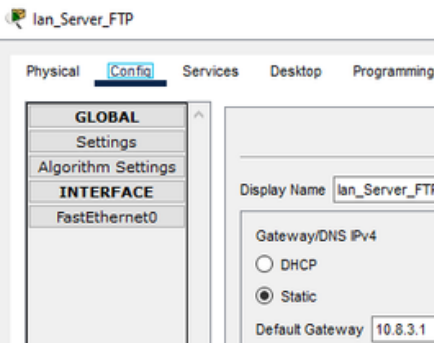 lan_Server_FTP
Physical Config Services Desktop Programming
GLOBAL
Settings
Algorithm Settings
INTERFACE
FastEthernet0
Display Name lan_Server_FTP
Gateway/DNS IPv4
DHCP
Static
Default Gateway 10.8.3.1